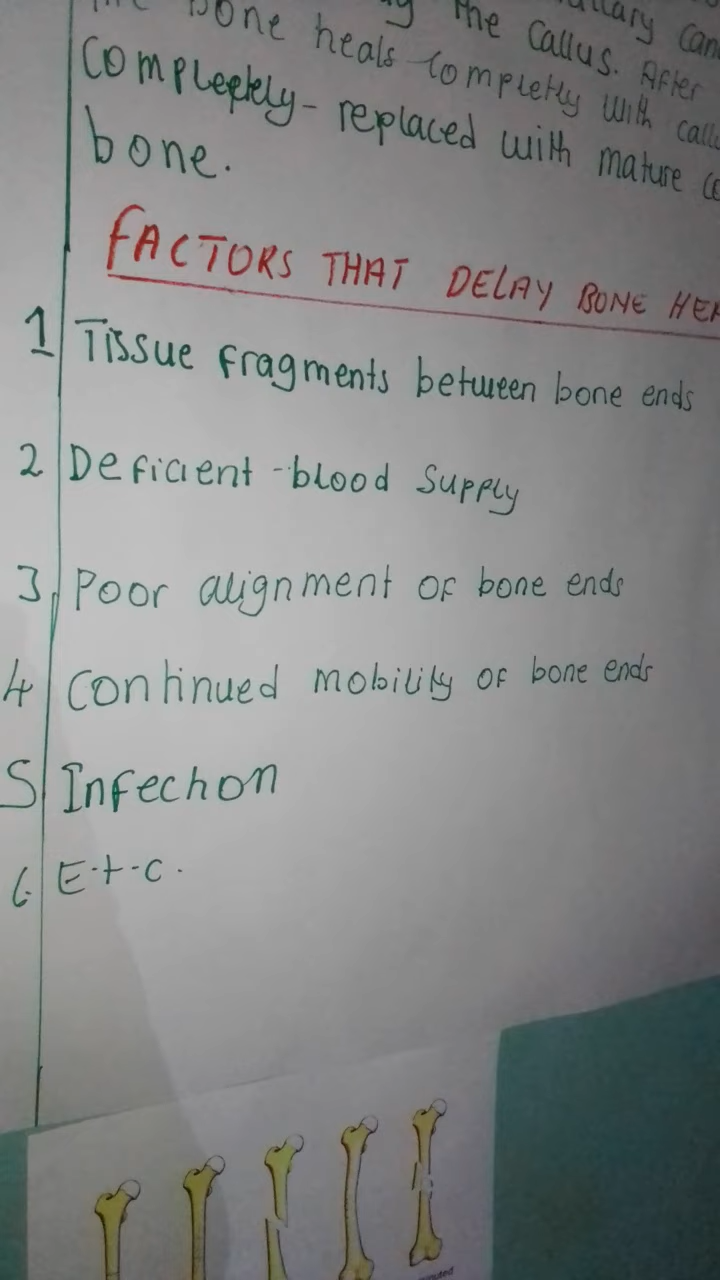 bone heals completly with
the callus. After
Compleetely - replaced with mature
bone.
FACTORS THAT DELAY BONE
1 Tissue fragments between bone ends
2 Deficient - blood Supply
3, Poor alignment of bone ends
4 Continued mobility of bone ends
5 Infection
6 E.t.c.